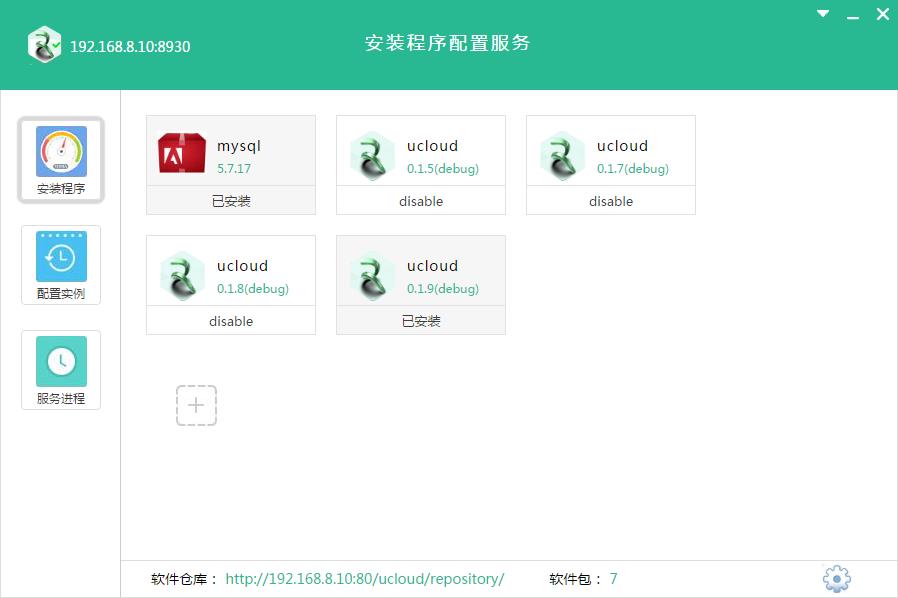 192.168.8.10:8930
安装程序配置服务
安装程序
配置实例
服务进程
mysql
5.7.17
已安装
ucloud
0.1.5(debug)
disable
ucloud
0.1.7(debug)
disable
ucloud
0.1.8(debug)
disable
ucloud
0.1.9(debug)
已安装
软件仓库： http://192.168.8.10:80/ucloud/repository/ 软件包： 7